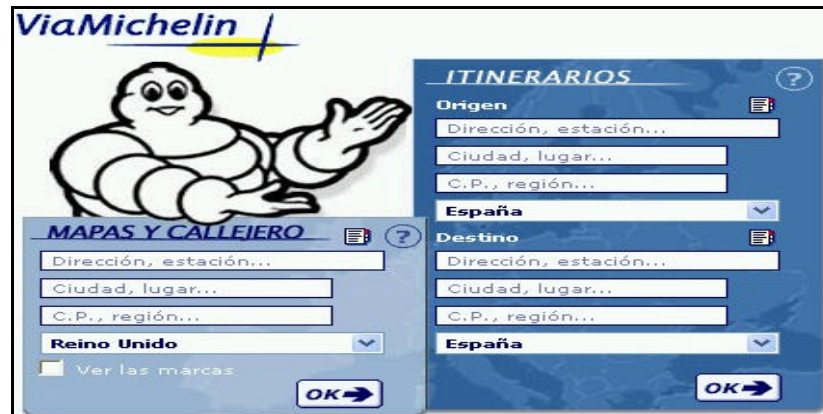 ViaMichelin
ITINERARIOS
?
Origen
Dirección, estación...
Ciudad, lugar...
C.P., región...
España
Destino
Dirección, estación...
Ciudad, lugar...
C.P., región...
España
OK
MAPAS Y CALLEJERO
?
Dirección, estación...
Ciudad, lugar...
C.P., región...
Reino Unido
Ver las marcas
OK